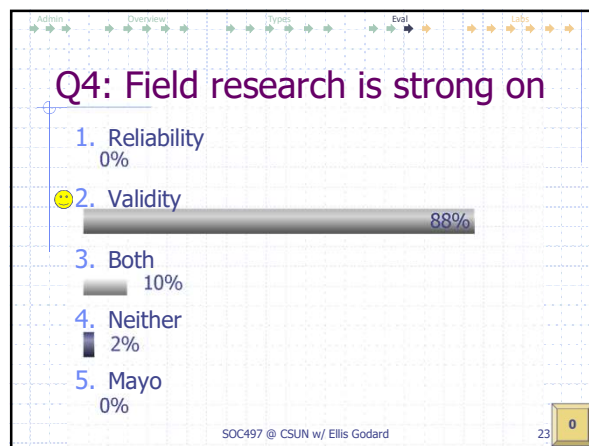 Admin Overview Types Eval Labs
Q4: Field research is strong on
1. Reliability
0%
2. Validity
88%
3. Both
10%
4. Neither
2%
5. Mayo
0%
SOC497 @ CSUN w/ Ellis Godard 23 0